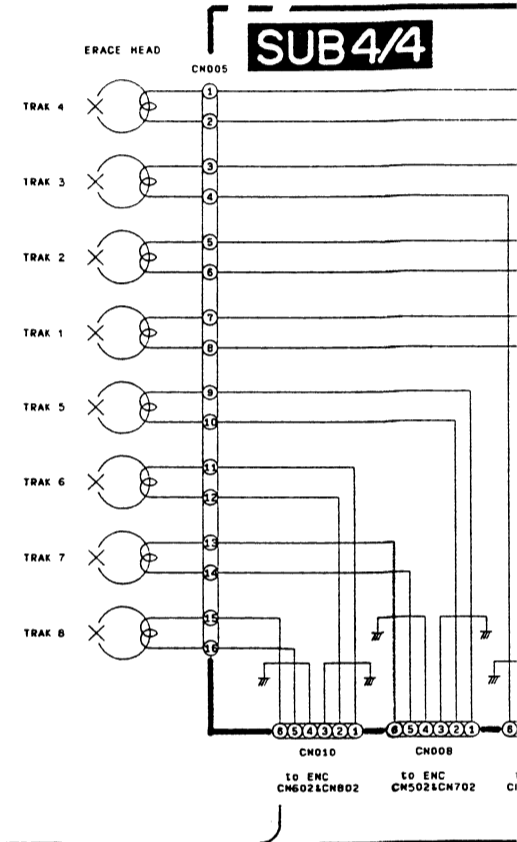 SUB 4/4
ERACE HEAD
CN005
TRAK 4
1
2
TRAK 3
3
4
TRAK 2
5
6
TRAK 1
7
8
TRAK 5
9
10
TRAK 6
11
12
TRAK 7
13
14
TRAK 8
15
16
6 5 4 3 2 1
6 5 4 3 2 1
6
CN010
CN008
to ENC
CN602&CN802
to ENC
CN502&CN702